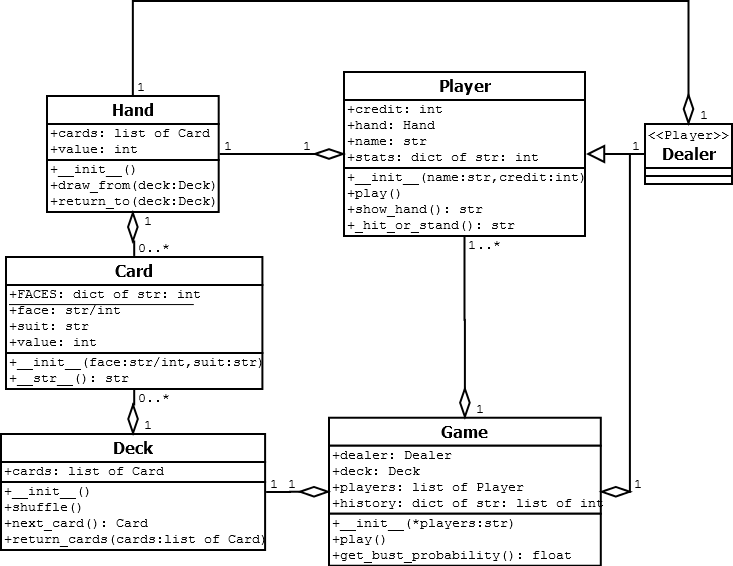 1
1
Player
+credit: int
+hand: Hand
+name: str
+stats: dict of str: int
+__init__(name:str,credit:int)
+play()
+show_hand(): str
+_hit_or_stand(): str
Hand
+cards: list of Card
+value: int
+__init__()
+draw_from(deck:Deck)
+return_to(deck:Deck)
1
1
1
<<Player>>
Dealer
1
0..*
1..*
Card
+FACES: dict of str: int
+face: str/int
+suit: str
+value: int
+__init__(face:str/int,suit:str)
+__str__(): str
0..*
1
1
Deck
+cards: list of Card
+__init__()
+shuffle()
+next_card(): Card
+return_cards(cards:list of Card)
1
1
Game
+dealer: Dealer
+deck: Deck
+players: list of Player
+history: dict of str: list of int
+__init__(*players:str)
+play()
+get_bust_probability(): float
1